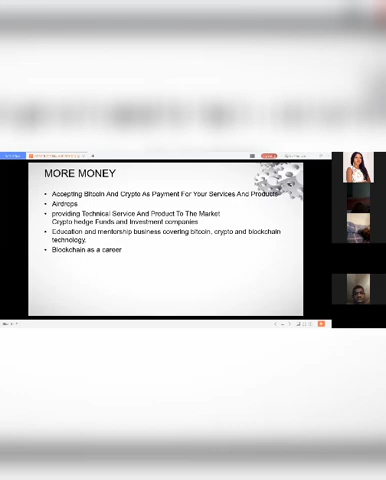 MORE MONEY
• Accepting Bitcoin And Crypto As Payment For Your Services And Products
• Airdrops
• providing Technical Service And Product To The Market
Crypto hedge Funds and Investment companies
• Education and mentorship business covering bitcoin, crypto and blockchain
technology.
• Blockchain as a career